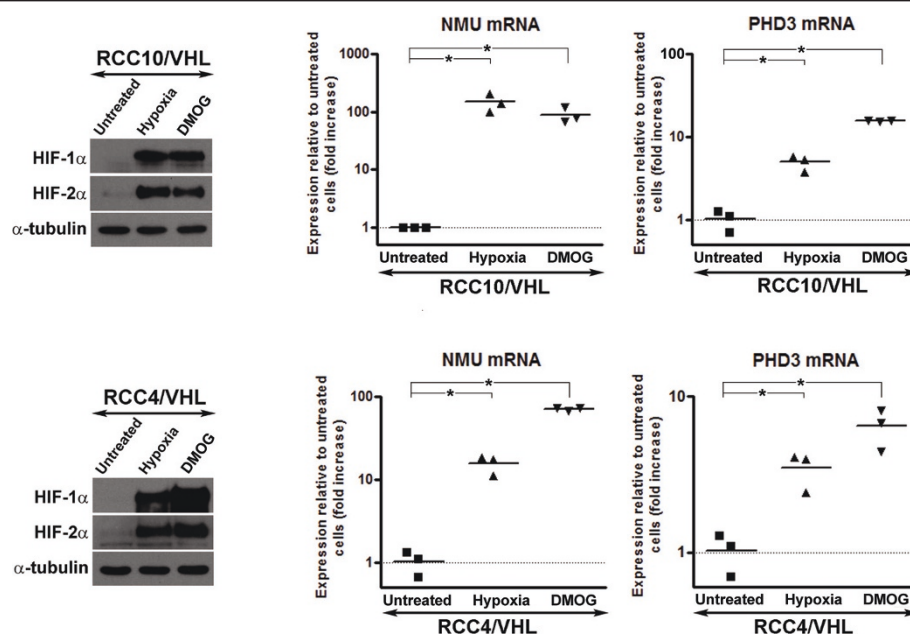 RCC10/VHL
Untreated
Hypoxia
DMOG
HIF-1α
HIF-2α
α-tubulin
NMU mRNA
Expression relative to untreated
cells (fold increase)
1000
100
10
1
*
*
Untreated Hypoxia DMOG
RCC10/VHL
PHD3 mRNA
Expression relative to untreated
cells (fold increase)
100
10
1
*
*
Untreated Hypoxia DMOG
RCC10/VHL
RCC4/VHL
Untreated
Hypoxia
DMOG
HIF-1α
HIF-2α
α-tubulin
NMU mRNA
Expression relative to untreated
cells (fold increase)
100
10
1
*
*
Untreated Hypoxia DMOG
RCC4/VHL
PHD3 mRNA
Expression relative to untreated
cells (fold increase)
10
1
*
*
Untreated Hypoxia DMOG
RCC4/VHL